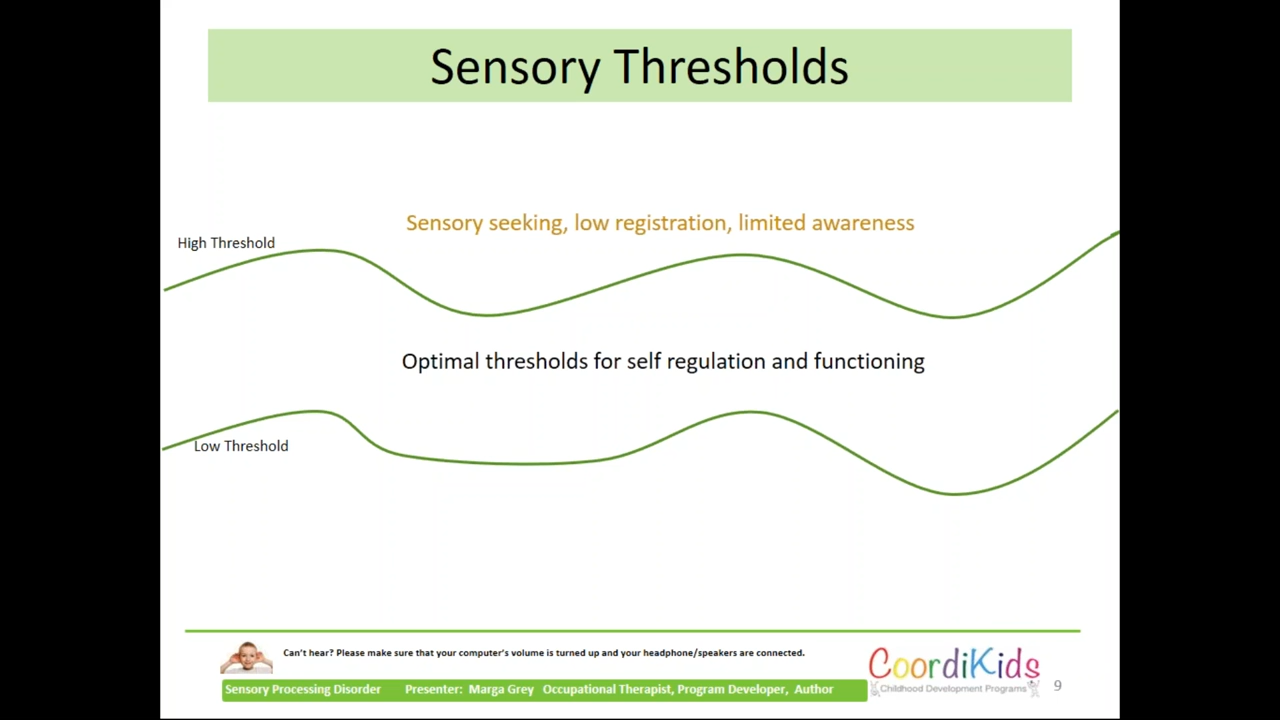 Sensory Thresholds
Sensory seeking, low registration, limited awareness
High Threshold
Optimal thresholds for self regulation and functioning
Low Threshold
Can't hear? Please make sure that your computer's volume is turned up and your headphone/speakers are connected.
CoordiKids
Childhood Development Programs
Sensory Processing Disorder Presenter: Marga Grey Occupational Therapist, Program Developer, Author
9